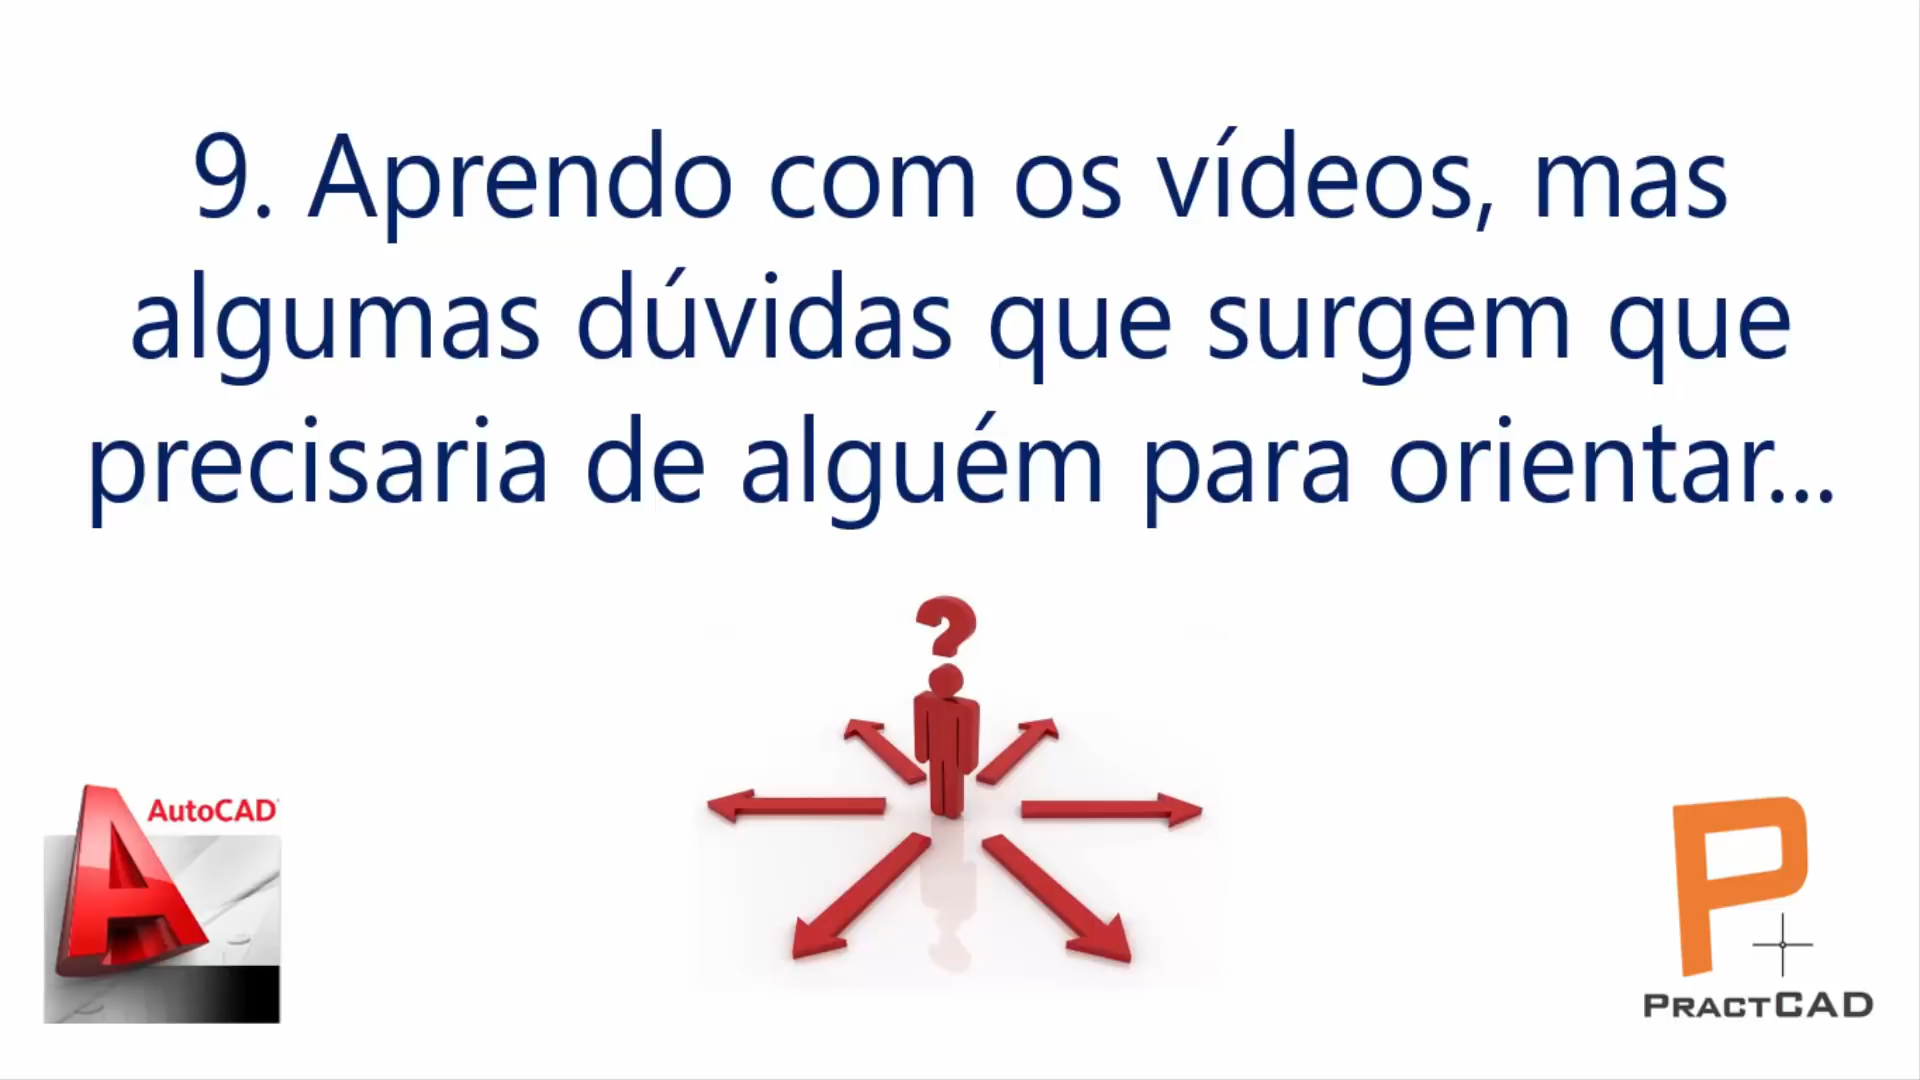 9. Aprendo com os vídeos, mas
algumas dúvidas que surgem que
precisaria de alguém para orientar...
?
AutoCAD
A
P
PRACTCAD